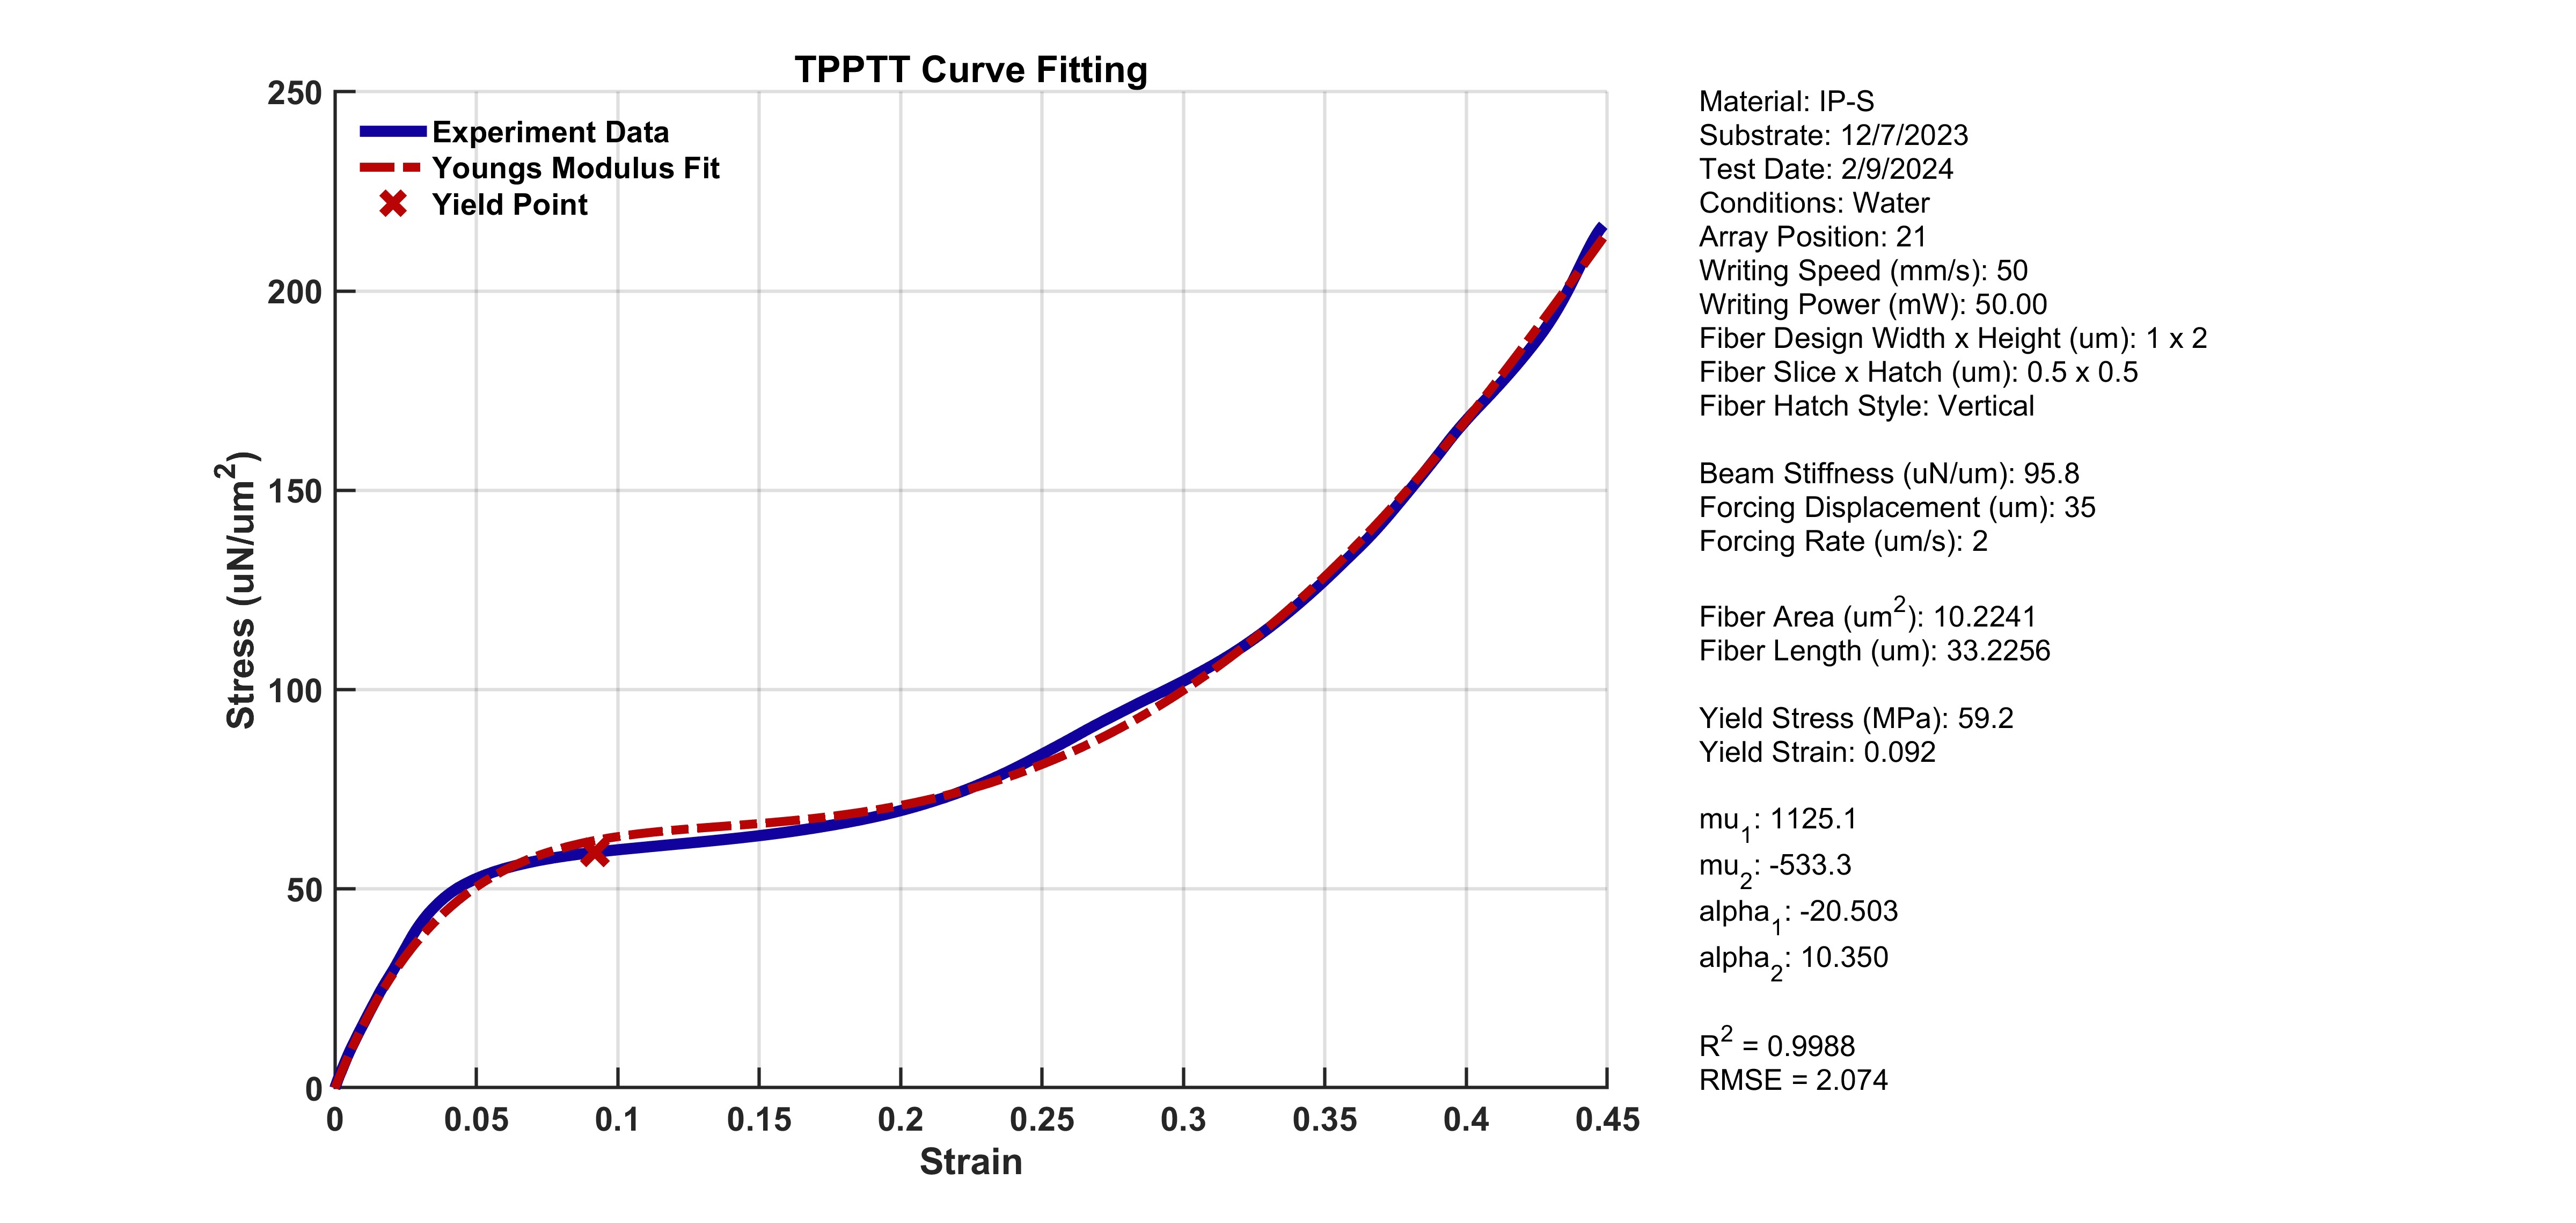 TPPTT Curve Fitting
250
200
150
100
50
0
Stress (uN/um²)
Experiment Data
Youngs Modulus Fit
Yield Point
0 0.05 0.1 0.15 0.2 0.25 0.3 0.35 0.4 0.45
Strain
Material: IP-S
Substrate: 12/7/2023
Test Date: 2/9/2024
Conditions: Water
Array Position: 21
Writing Speed (mm/s): 50
Writing Power (mW): 50.00
Fiber Design Width x Height (um): 1 x 2
Fiber Slice x Hatch (um): 0.5 x 0.5
Fiber Hatch Style: Vertical
Beam Stiffness (uN/um): 95.8
Forcing Displacement (um): 35
Forcing Rate (um/s): 2
Fiber Area (um²): 10.2241
Fiber Length (um): 33.2256
Yield Stress (MPa): 59.2
Yield Strain: 0.092
mu₁: 1125.1
mu₂: -533.3
alpha₁: -20.503
alpha₂: 10.350
R² = 0.9988
RMSE = 2.074